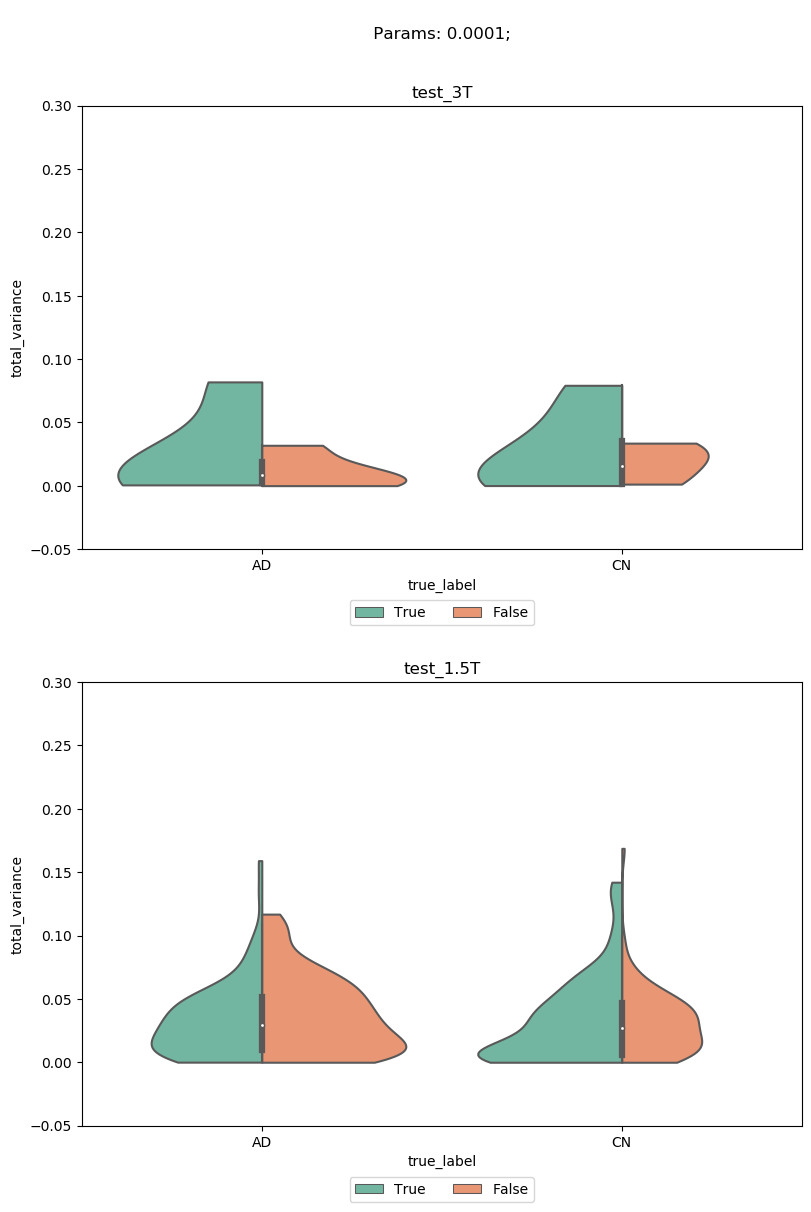 Params: 0.0001;
test_3T
0.30
0.25
0.20
0.15
0.10
0.05
0.00
−0.05
total_variance
AD CN
true_label
True False
test_1.5T
0.30
0.25
0.20
0.15
0.10
0.05
0.00
−0.05
total_variance
AD CN
true_label
True False